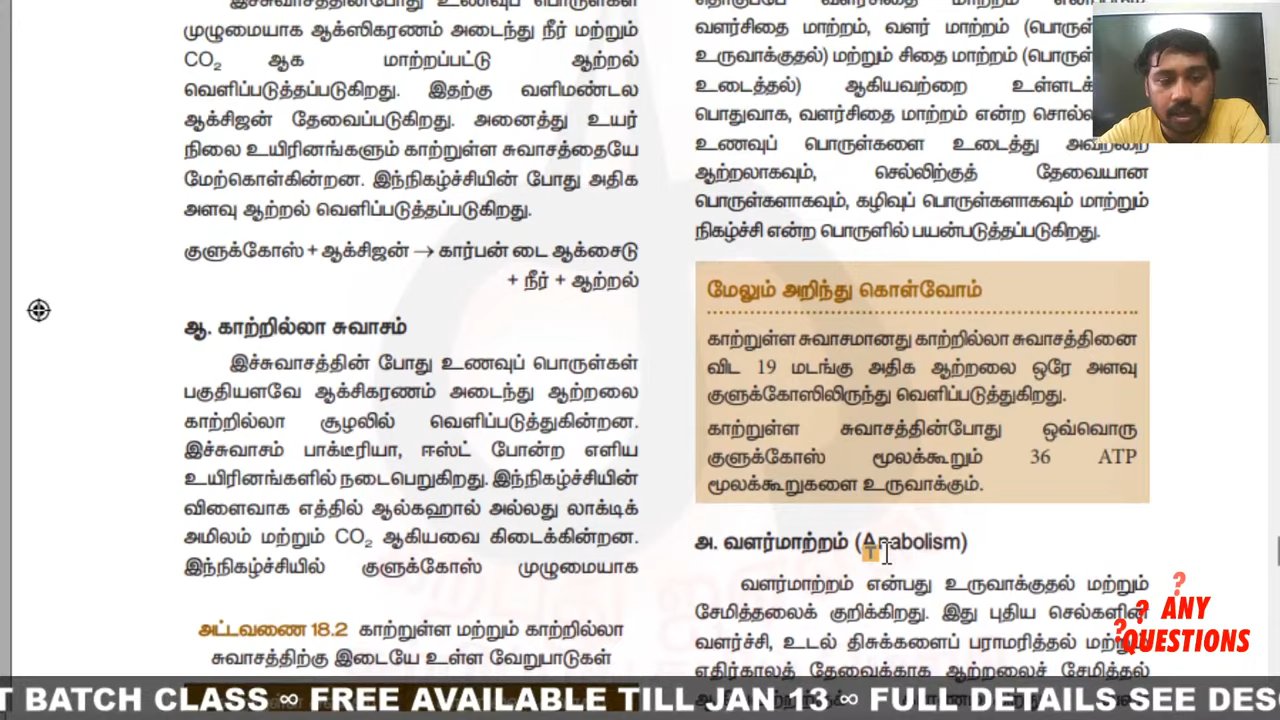 இச்சுவாசத்தின்போது உணவுப் பொருள்கள்
முழுமையாக ஆக்ஸிகரணம் அடைந்து நீர் மற்றும்
CO₂ ஆக மாற்றப்பட்டு ஆற்றல்
வெளிப்படுத்தப்படுகிறது. இதற்கு வளிமண்டல
ஆக்சிஜன் தேவைப்படுகிறது. அனைத்து உயர்
நிலை உயிரினங்களும் காற்றுள்ள சுவாசத்தையே
மேற்கொள்கின்றன. இந்நிகழ்ச்சியின் போது அதிக
அளவு ஆற்றல் வெளிப்படுத்தப்படுகிறது.
குளுக்கோஸ் + ஆக்சிஜன் → கார்பன் டை ஆக்சைடு
+ நீர் + ஆற்றல்
ஆ. காற்றில்லா சுவாசம்
இச்சுவாசத்தின் போது உணவுப் பொருள்கள்
பகுதியளவே ஆக்சிகரணம் அடைந்து ஆற்றலை
காற்றில்லா சூழலில் வெளிப்படுத்துகின்றன.
இச்சுவாசம் பாக்டீரியா, ஈஸ்ட் போன்ற எளிய
உயிரினங்களில் நடைபெறுகிறது. இந்நிகழ்ச்சியின்
விளைவாக எத்தில் ஆல்கஹால் அல்லது லாக்டிக்
அமிலம் மற்றும் CO₂ ஆகியவை கிடைக்கின்றன.
இந்நிகழ்ச்சியில் குளுக்கோஸ் முழுமையாக
அட்டவணை 18.2 காற்றுள்ள மற்றும் காற்றில்லா
சுவாசத்திற்கு இடையே உள்ள வேறுபாடுகள்
வளர்சிதை மாற்றம்
வளர்சிதை மாற்றம், வளர் மாற்றம்
உருவாக்குதல்) மற்றும் சிதை மாற்றம்
உடைத்தல்) ஆகியவற்றை
பொதுவாக, வளர்சிதை மாற்றம் என்ற
உணவுப் பொருள்களை உடைத்து அவற்றை
ஆற்றலாகவும், செல்லிற்குத் தேவையான
பொருள்களாகவும், கழிவுப் பொருள்களாகவும் மாற்றும்
நிகழ்ச்சி என்ற பொருளில் பயன்படுத்தப்படுகிறது.
மேலும் அறிந்து கொள்வோம்
காற்றுள்ள சுவாசமானது காற்றில்லா சுவாசத்தினை
விட 19 மடங்கு அதிக ஆற்றலை ஒரே அளவு
குளுக்கோஸிலிருந்து வெளிப்படுத்துகிறது.
காற்றுள்ள சுவாசத்தின்போது ஒவ்வொரு
குளுக்கோஸ் மூலக்கூறும் 36 ATP
மூலக்கூறுகளை உருவாக்கும்.
அ. வளர்மாற்றம் (Anabolism)
வளர்மாற்றம் என்பது உருவாக்குதல் மற்றும்
சேமித்தலைக் குறிக்கிறது. இது புதிய செல்களின்
வளர்ச்சி, உடல் திசுக்களைப் பராமரித்தல் மற்றும்
எதிர்காலத் தேவைக்காக ஆற்றலைச் சேமித்தல்
? ANY
QUESTIONS
T BATCH CLASS ∞ FREE AVAILABLE TILL JAN 13 ∞ FULL DETAILS SEE DES